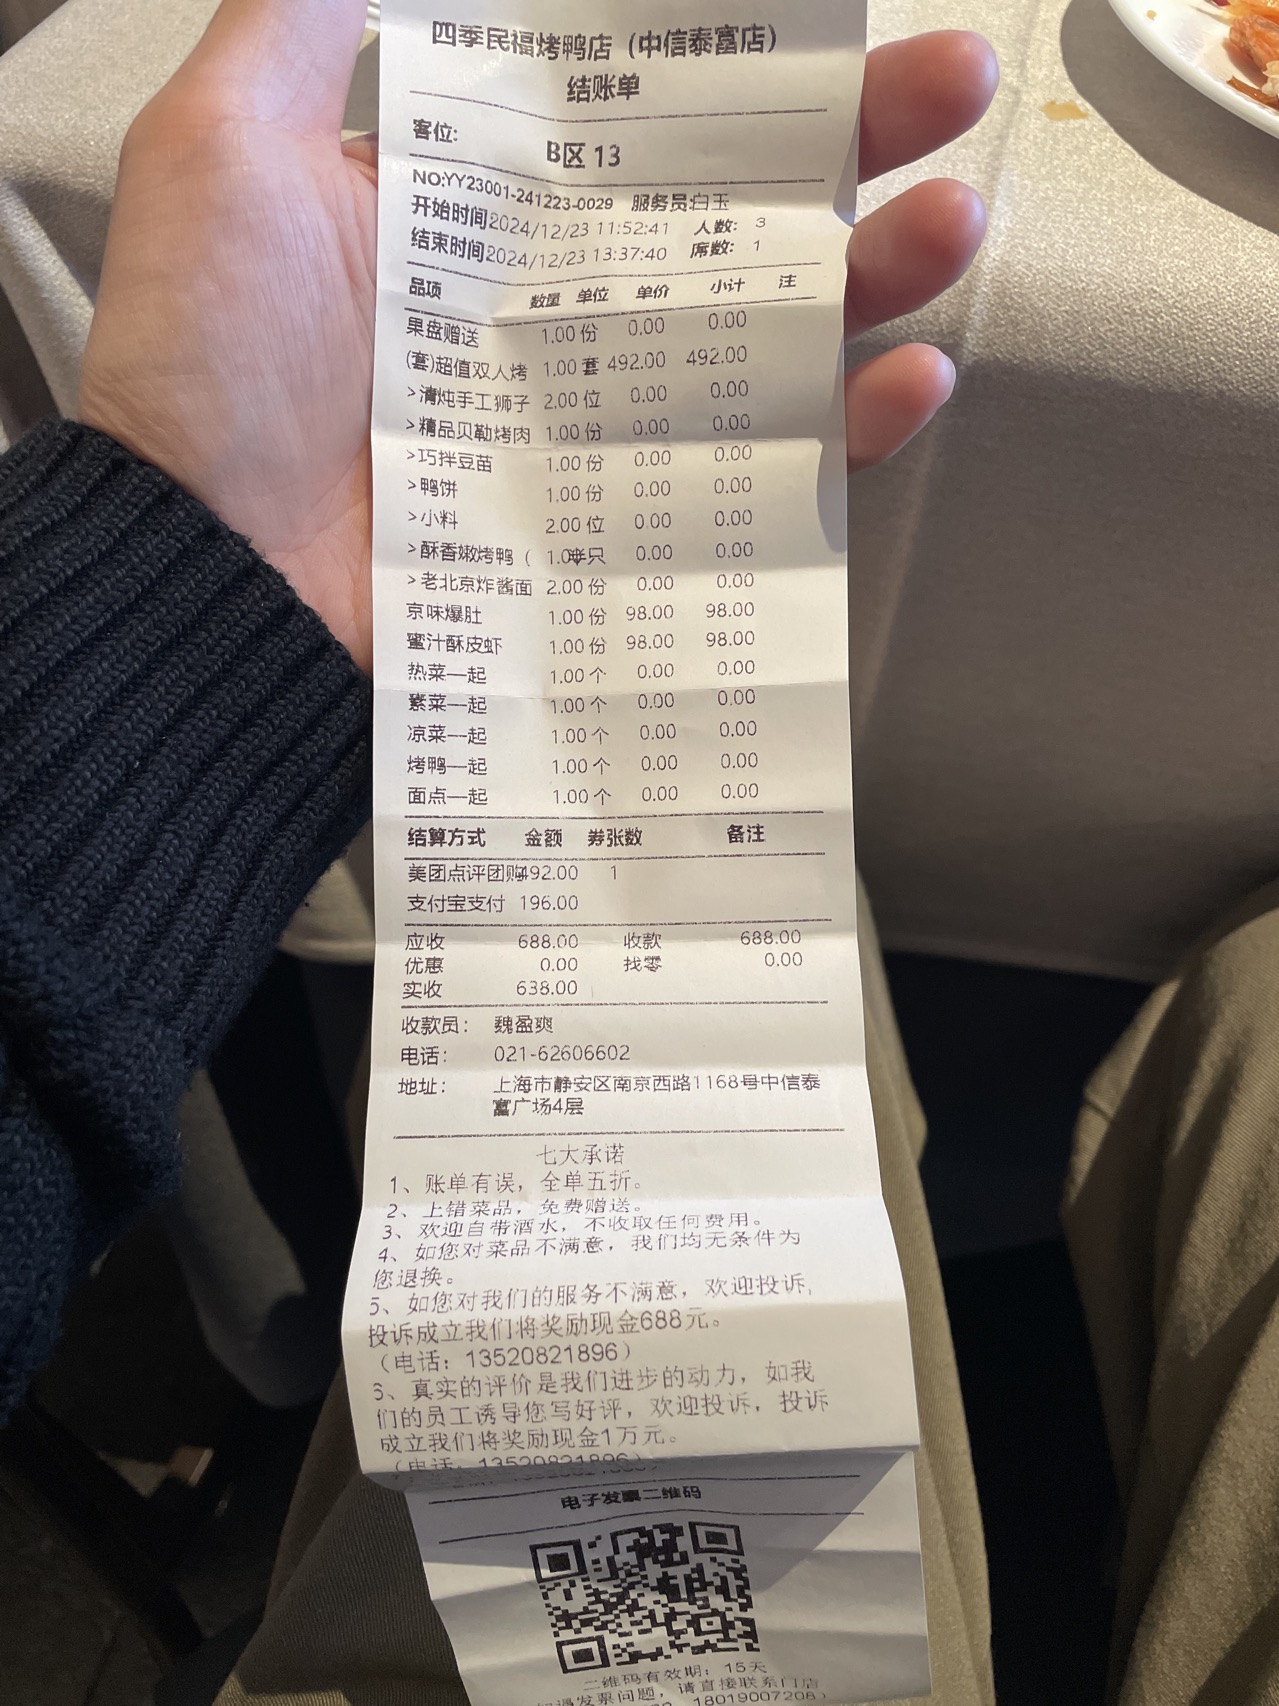 四季民福烤鸭店（中信泰富店）
结账单
客位: B区 13
NO:YY23001-241223-0029 服务员:白玉
开始时间2024/12/23 11:52:41 人数: 3
结束时间2024/12/23 13:37:40 席数: 1
品项 数量 单位 单价 小计 注
果盘赠送 1.00 份 0.00 0.00
(套)超值双人烤 1.00 套 492.00 492.00
>清炖手工狮子 2.00 位 0.00 0.00
>精品贝勒烤肉 1.00 份 0.00 0.00
>巧拌豆苗 1.00 份 0.00 0.00
>鸭饼 1.00 份 0.00 0.00
>小料 2.00 位 0.00 0.00
>酥香嫩烤鸭（ 1.0半只 0.00 0.00
>老北京炸酱面 2.00 份 0.00 0.00
京味爆肚 1.00 份 98.00 98.00
蜜汁酥皮虾 1.00 份 98.00 98.00
热菜一起 1.00 个 0.00 0.00
素菜一起 1.00 个 0.00 0.00
凉菜一起 1.00 个 0.00 0.00
烤鸭一起 1.00 个 0.00 0.00
面点一起 1.00 个 0.00 0.00
结算方式 金额 券张数 备注
美团点评团购492.00 1
支付宝支付 196.00
应收 688.00 收款 688.00
优惠 0.00 找零 0.00
实收 638.00
收款员： 魏盈爽
电话： 021-62606602
地址： 上海市静安区南京西路1168号中信泰
富广场4层
七大承诺
1、账单有误，全单五折。
2、上错菜品，免费赠送。
3、欢迎自带酒水，不收取任何费用。
4、如您对菜品不满意，我们均无条件为
您退换。
5、如您对我们的服务不满意，欢迎投诉，
投诉成立我们将奖励现金688元。
（电话：13520821896）
6、真实的评价是我们进步的动力，如我
们的员工诱导您写好评，欢迎投诉，投诉
成立我们将奖励现金1万元。
（电话：13520821896）
电子发票二维码
二维码有效期：15天
发票问题，请直接联系门店
18019007208）